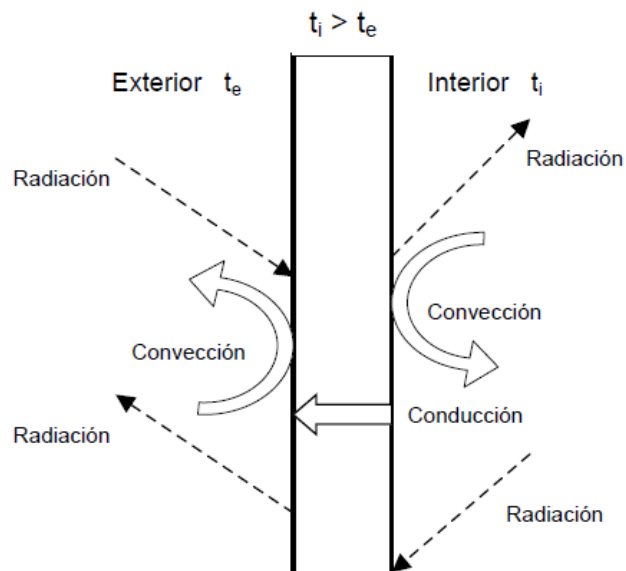 tᵢ > tₑ
Exterior tₑ
Interior tᵢ
Radiación
Radiación
Convección
Convección
Conducción
Radiación
Radiación